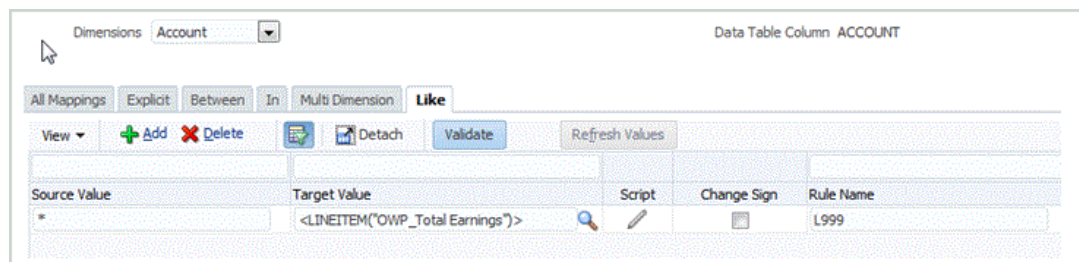 Dimensions Account Data Table Column ACCOUNT
All Mappings Explicit Between In Multi Dimension Like
View Add Delete Detach Validate Refresh Values
Source Value Target Value Script Change Sign Rule Name
* <LINEITEM("OWP_Total Earnings")> L999